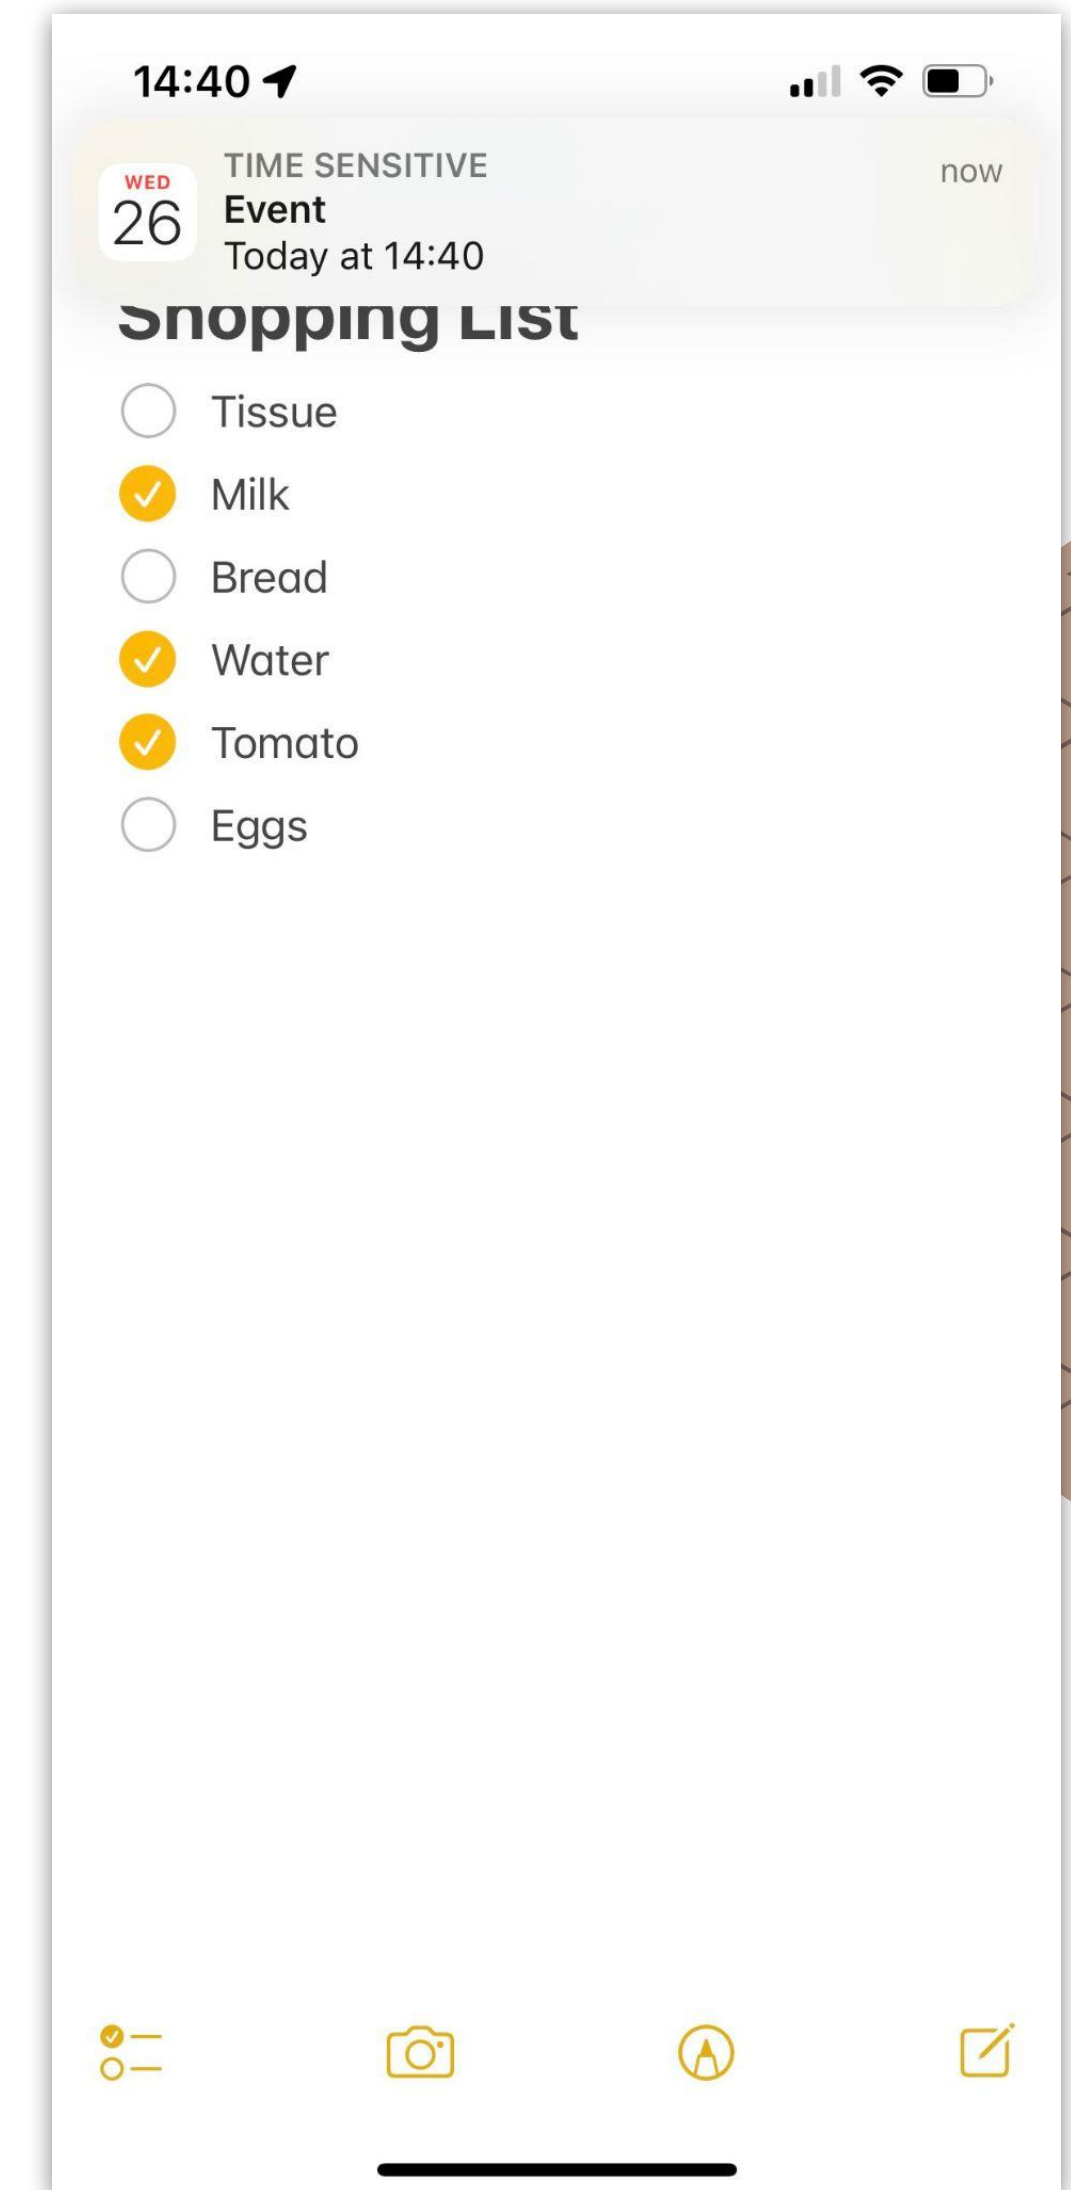 14:40
TIME SENSITIVE
now
WED
26
Event
Today at 14:40
Shopping List
Tissue
Milk
Bread
Water
Tomato
Eggs